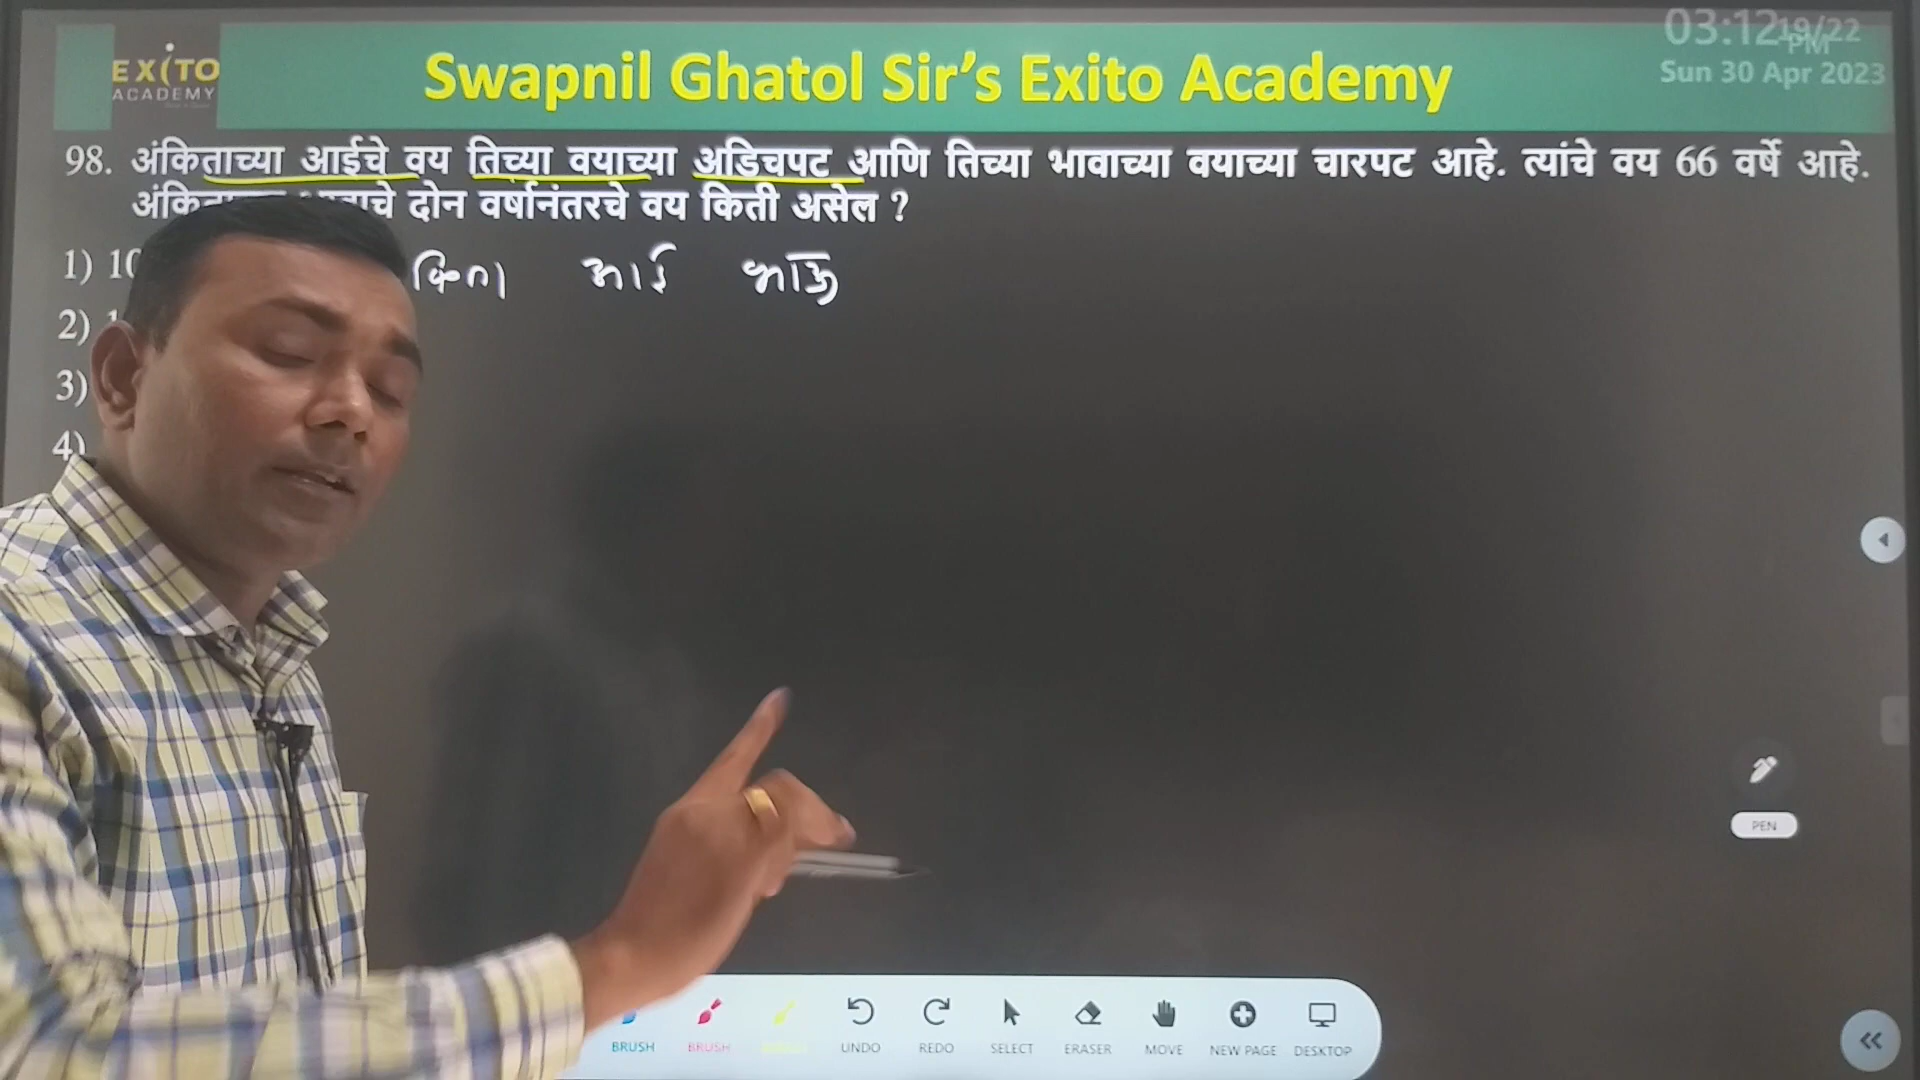 EXITO
ACADEMY
Swapnil Ghatol Sir's Exito Academy
03:12 PM
19/22
Sun 30 Apr 2023
98. अंकिताच्या आईचे वय तिच्या वयाच्या अडिचपट आणि तिच्या भावाच्या वयाच्या चारपट आहे. त्यांचे वय 66 वर्षे आहे.
दोन वर्षानंतरचे वय किती असेल ?
1) 10
आई भाऊ
2)
3)
4)
PEN
BRUSH BRUSH UNDO REDO SELECT ERASER MOVE NEW PAGE DESKTOP